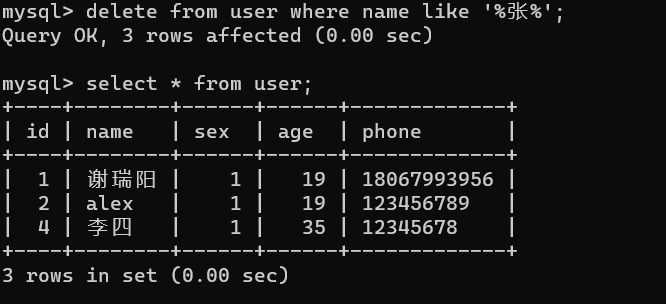 mysql> delete from user where name like '%张%';
Query OK, 3 rows affected (0.00 sec)
mysql> select * from user;
+----+--------+------+------+-------------+
| id | name | sex | age | phone |
+----+--------+------+------+-------------+
| 1 | 谢瑞阳 | 1 | 19 | 18067993956 |
| 2 | alex | 1 | 19 | 123456789 |
| 4 | 李四 | 1 | 35 | 12345678 |
+----+--------+------+------+-------------+
3 rows in set (0.00 sec)